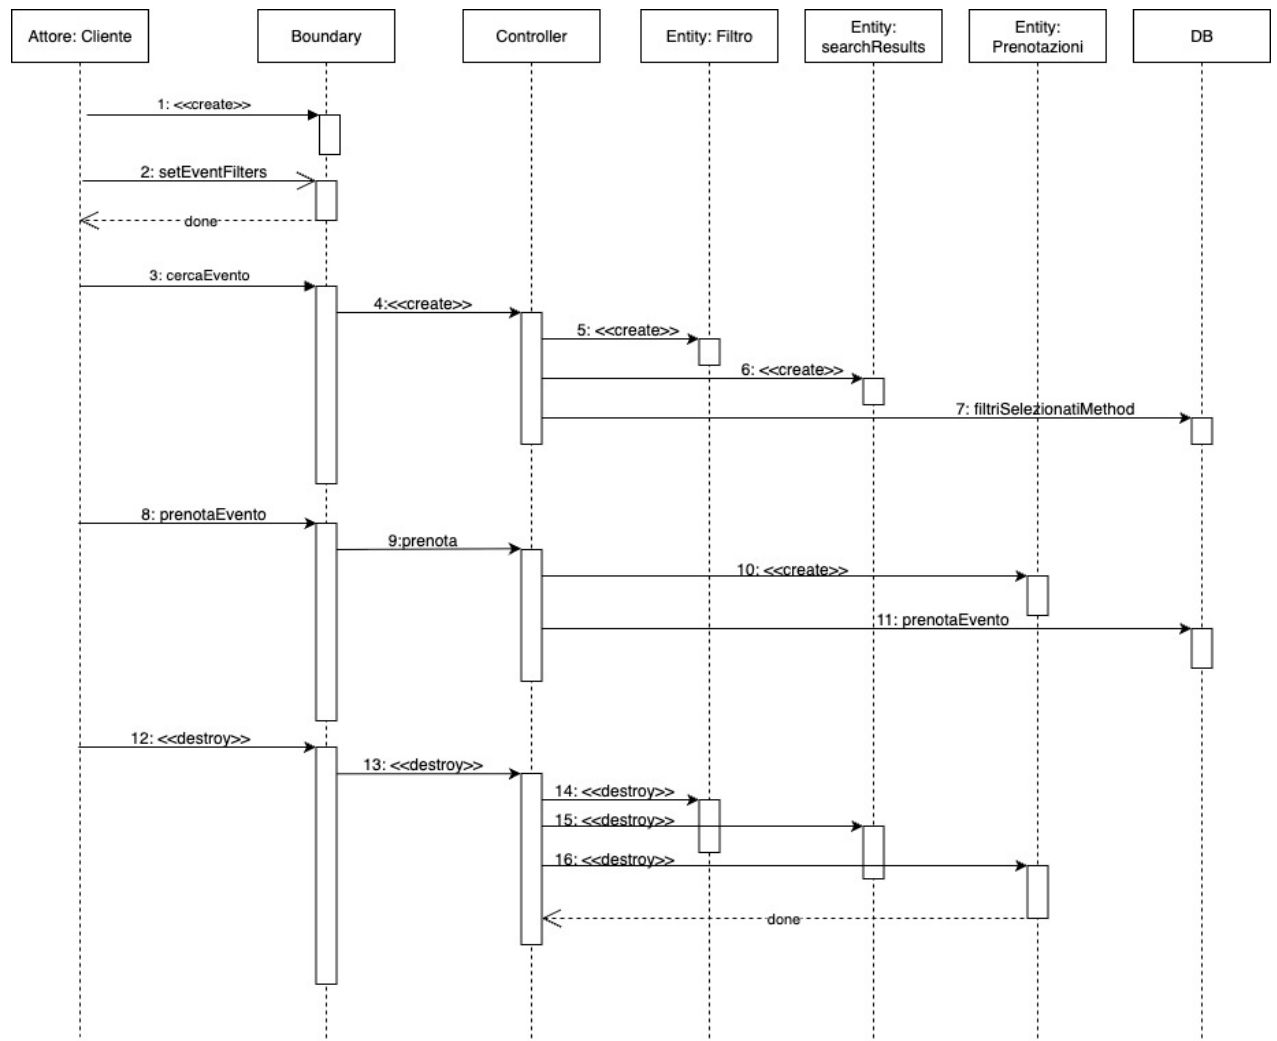 Attore: Cliente
Boundary
Controller
Entity: Filtro
Entity:
searchResults
Entity:
Prenotazioni
DB
1: <<create>>
2: setEventFilters
done
3: cercaEvento
4:<<create>>
5: <<create>>
6: <<create>>
7: filtriSelezionatiMethod
8: prenotaEvento
9:prenota
10: <<create>>
11: prenotaEvento
12: <<destroy>>
13: <<destroy>>
14: <<destroy>>
15: <<destroy>>
16: <<destroy>>
done